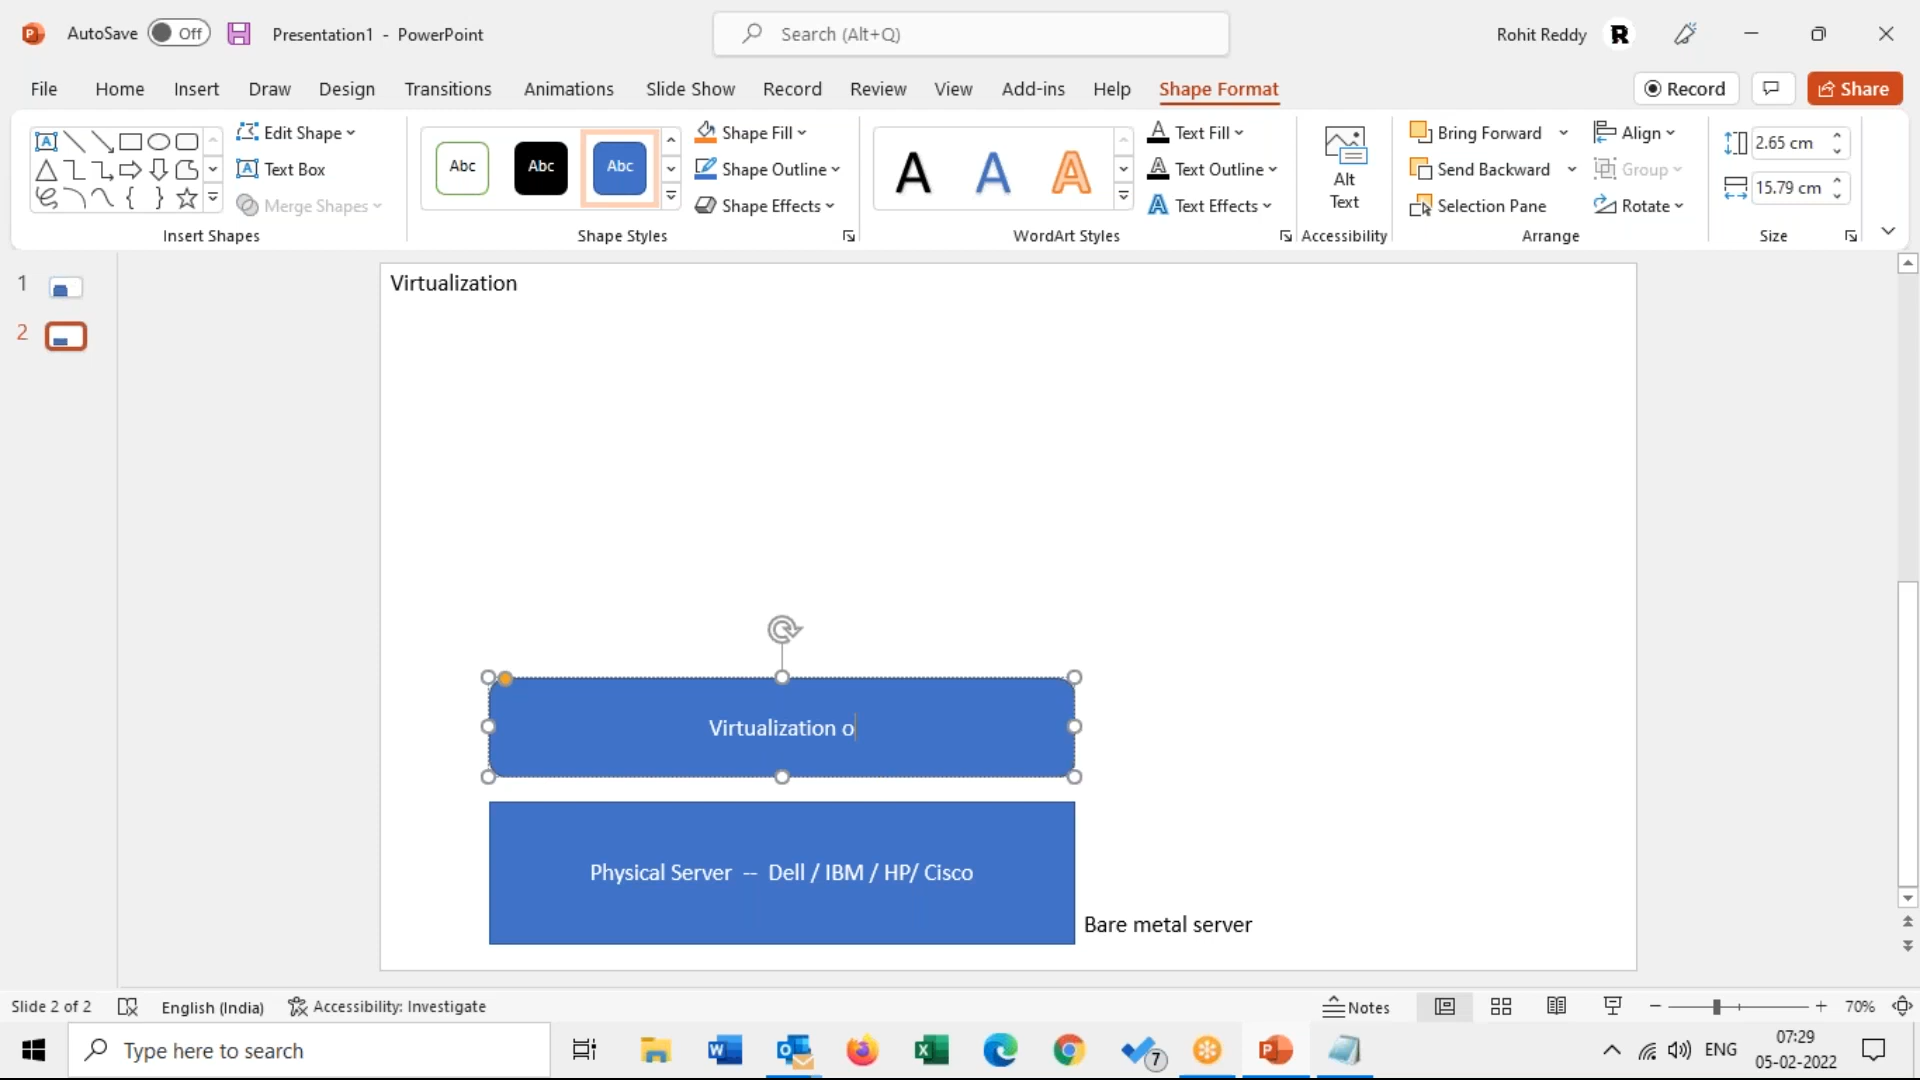 AutoSave Off Presentation1 - PowerPoint Search (Alt+Q) Rohit Reddy
File Home Insert Draw Design Transitions Animations Slide Show Record Review View Add-ins Help Shape Format Record Share
Edit Shape
Text Box
Merge Shapes
Insert Shapes
Abc Abc Abc
Shape Fill
Shape Outline
Shape Effects
Shape Styles
A A A
Text Fill
Text Outline
Text Effects
WordArt Styles
Alt
Text
Accessibility
Bring Forward
Send Backward
Selection Pane
Align
Group
Rotate
Arrange
2.65 cm
15.79 cm
Size
1
2
Virtualization
Virtualization o
Physical Server -- Dell / IBM / HP/ Cisco
Bare metal server
Slide 2 of 2 English (India) Accessibility: Investigate Notes 70%
Type here to search 7 ENG 07:29
05-02-2022